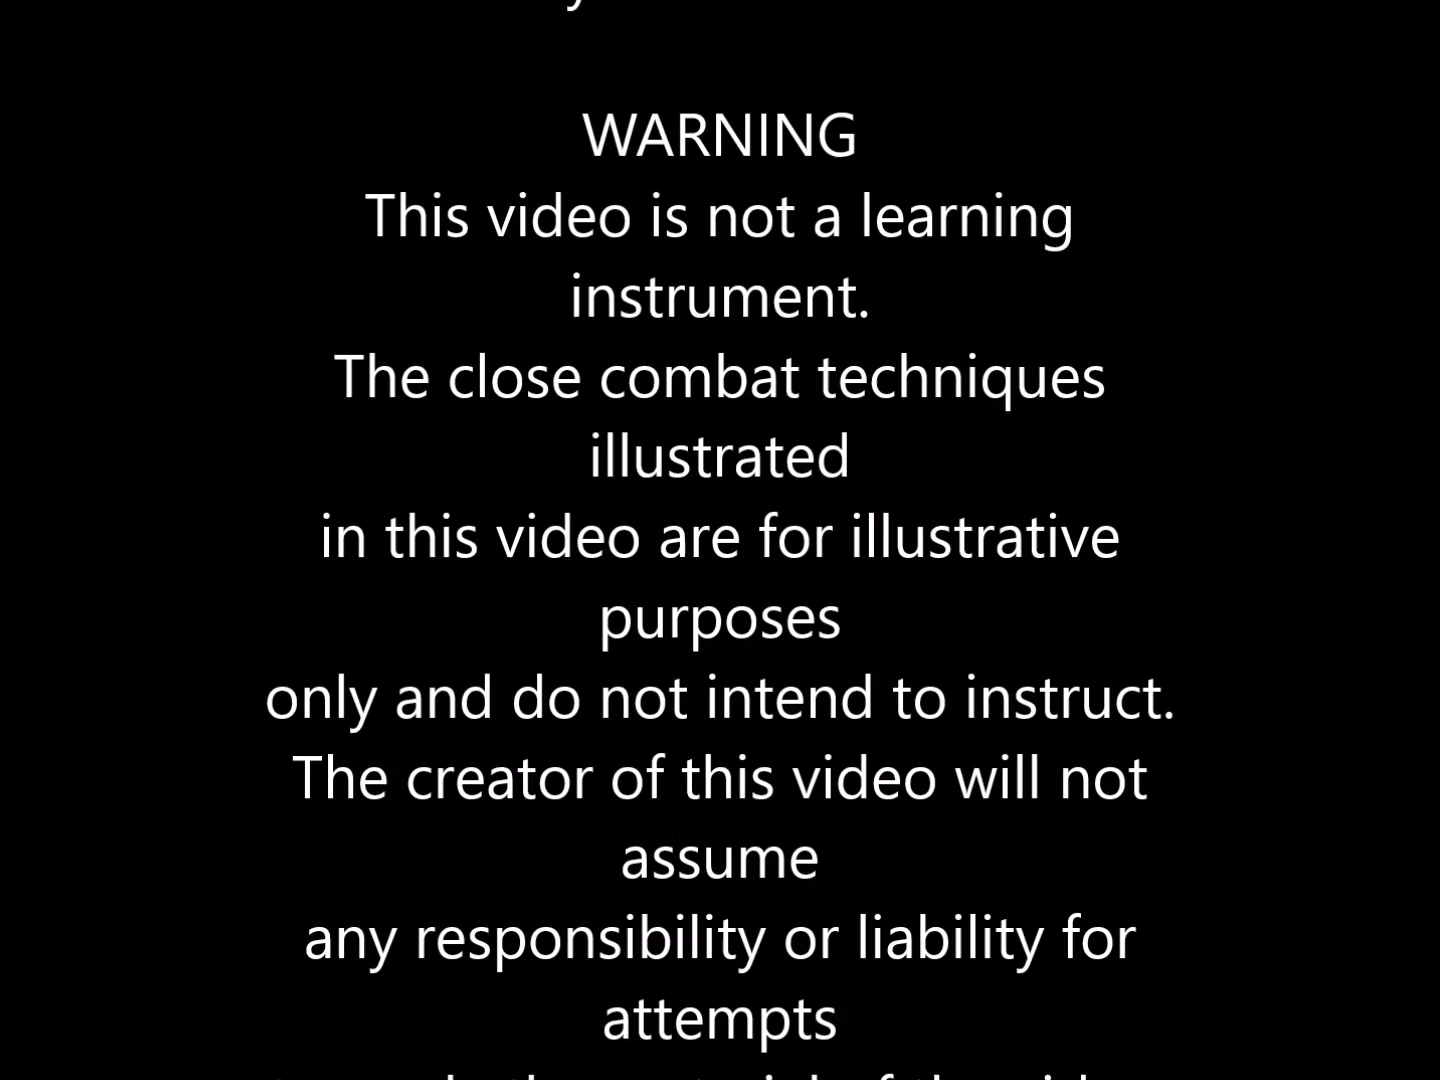 WARNING
This video is not a learning
instrument.
The close combat techniques
illustrated
in this video are for illustrative
purposes
only and do not intend to instruct.
The creator of this video will not
assume
any responsibility or liability for
attempts